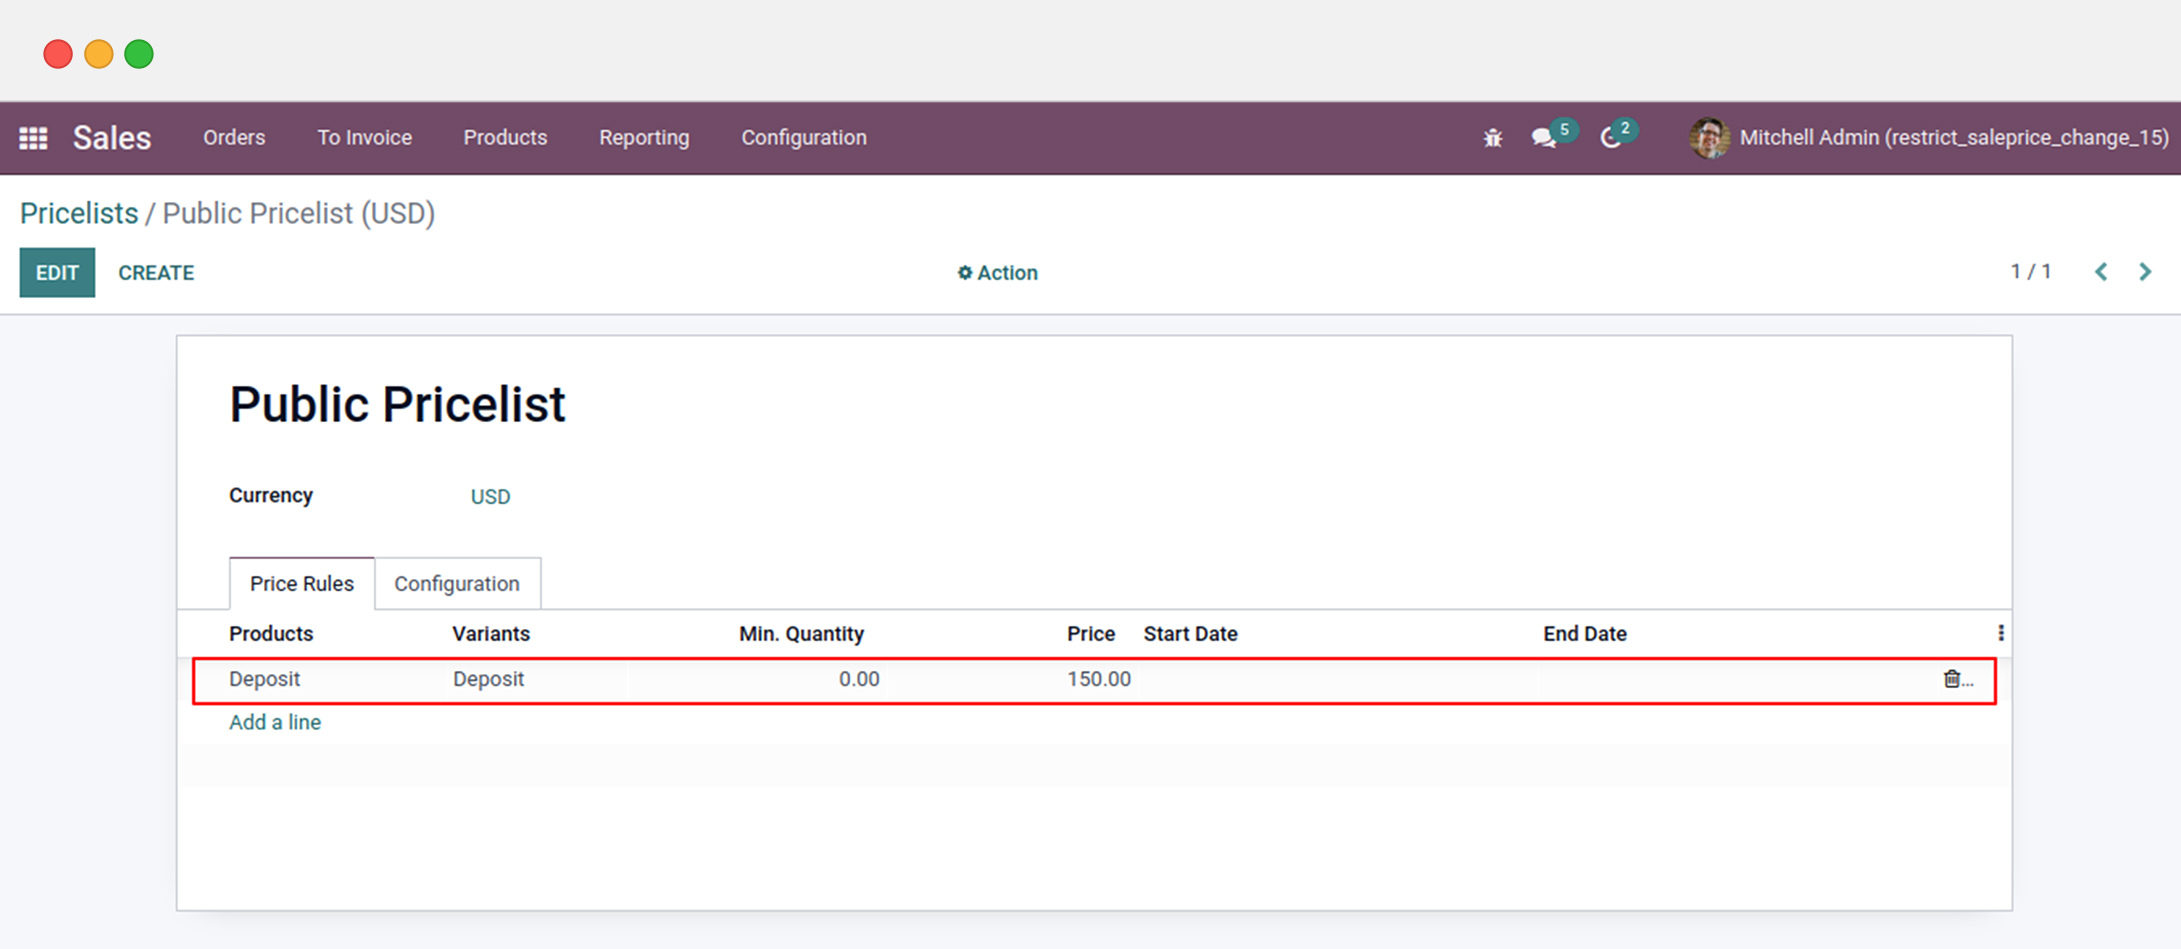 Sales Orders To Invoice Products Reporting Configuration 5 2 Mitchell Admin (restrict_saleprice_change_15)
Pricelists / Public Pricelist (USD)
EDIT CREATE Action 1 / 1
Public Pricelist
Currency USD
Price Rules Configuration
Products Variants Min. Quantity Price Start Date End Date
Deposit Deposit 0.00 150.00 ...
Add a line